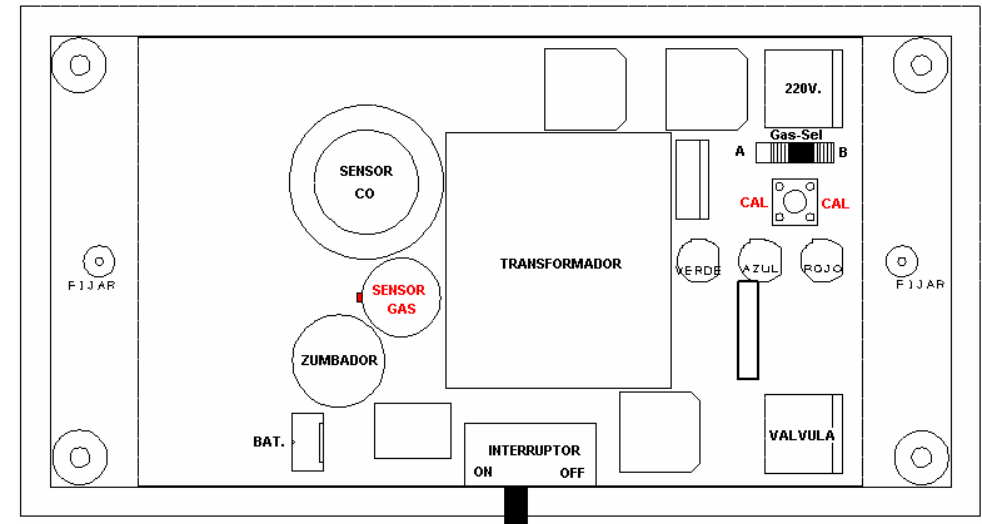 220V.
Gas-Sel
A
B
SENSOR
CO
CAL
CAL
TRANSFORMADOR
VERDE
AZUL
ROJO
FIJAR
FIJAR
SENSOR
GAS
ZUMBADOR
BAT.
INTERRUPTOR
ON
OFF
VALVULA